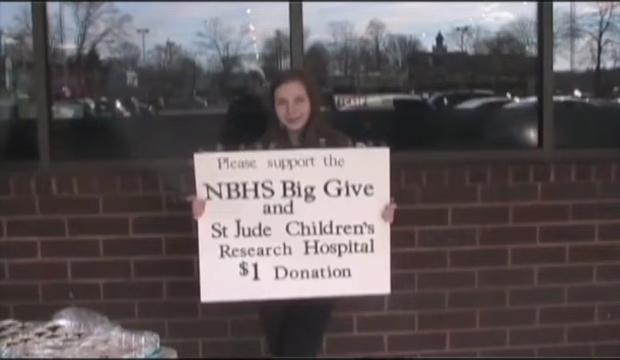 Please support the
NBHS Big Give
and
St Jude Children's
Research Hospital
$1 Donation